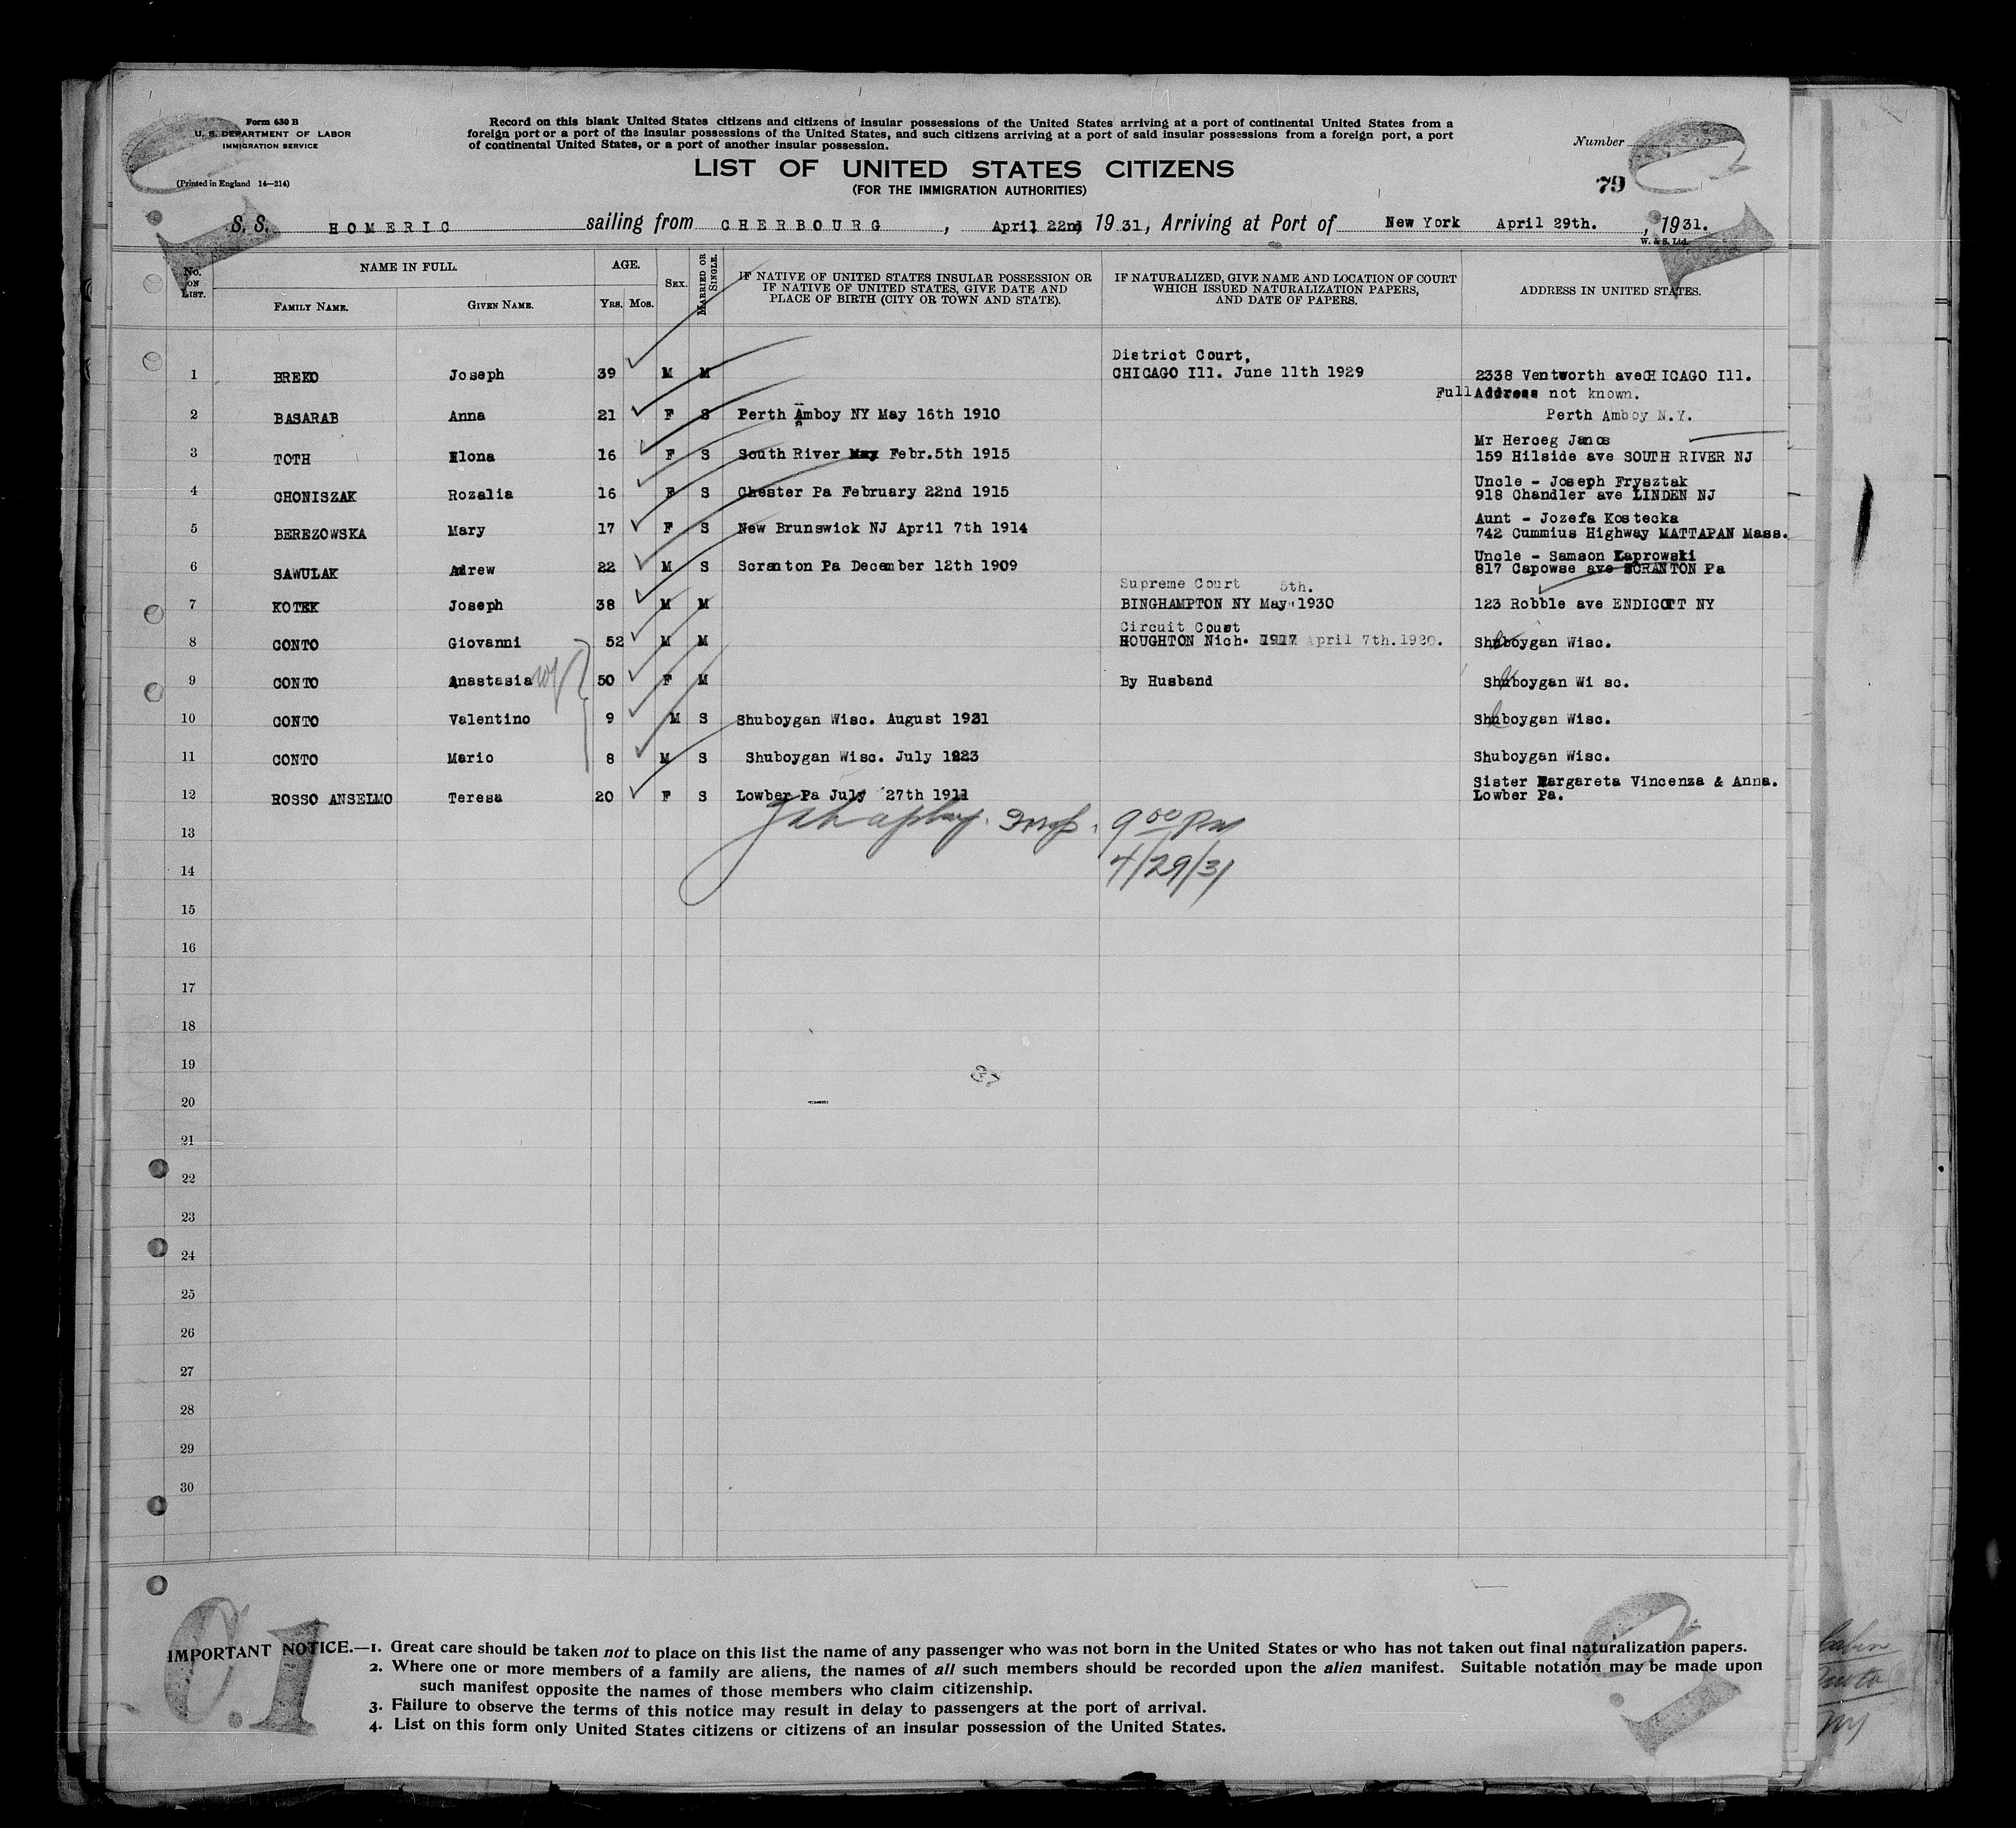 Form 630 B
U. S. DEPARTMENT OF LABOR
IMMIGRATION SERVICE
(Printed in England 14—214)
Record on this blank United States citizens and citizens of insular possessions of the United States arriving at a port of continental United States from a
foreign port or a port of the insular possessions of the United States, and such citizens arriving at a port of said insular possessions from a foreign port, a port
of continental United States, or a port of another insular possession.
Number
LIST OF UNITED STATES CITIZENS
(FOR THE IMMIGRATION AUTHORITIES)
79
S. S. HOMERIC sailing from CHERBOURG, April 22nd 1931, Arriving at Port of New York April 29th., 1931.
W. & S. Ltd.
No. ON LIST.
NAME IN FULL.
FAMILY NAME.
GIVEN NAME.
AGE.
YRS. MOS.
SEX.
MARRIED OR SINGLE.
IF NATIVE OF UNITED STATES INSULAR POSSESSION OR
IF NATIVE OF UNITED STATES, GIVE DATE AND
PLACE OF BIRTH (CITY OR TOWN AND STATE).
IF NATURALIZED, GIVE NAME AND LOCATION OF COURT
WHICH ISSUED NATURALIZATION PAPERS,
AND DATE OF PAPERS.
ADDRESS IN UNITED STATES.
District Court,
1 BREKO Joseph 39 M M CHICAGO Ill. June 11th 1929 2338 Ventworth ave CHICAGO Ill.
Full Address not known.
2 BASARAB Anna 21 F S Perth Amboy NY May 16th 1910 Perth Amboy N.Y.
Mr Herceg Janos
3 TOTH Ilona 16 F S South River Febr.5th 1915 159 Hilside ave SOUTH RIVER NJ
Uncle - Joseph Frysztak
4 CHONISZAK Rozalia 16 F S Chester Pa February 22nd 1915 918 Chandler ave LINDEN NJ
Aunt - Jozefa Kostecka
5 BEREZOWSKA Mary 17 F S New Brunswick NJ April 7th 1914 742 Cummius Highway MATTAPAN Mass.
Uncle - Samson Kaprowski
6 SAWULAK Adrew 22 M S Scranton Pa December 12th 1909 817 Capowse ave SCRANTON Pa
Supreme Court 5th.
7 KOTEK Joseph 38 M M BINGHAMPTON NY May 1930 123 Robble ave ENDICOTT NY
Circuit Court
8 CONTO Giovanni 52 M M HOUGHTON Nich. April 7th.1920. Sheboygan Wisc.
9 CONTO Anastasia wf 50 F M By Husband Sheboygan Wi sc.
10 CONTO Valentino 9 M S Shuboygan Wisc. August 1921 Sheboygan Wisc.
11 CONTO Mario 8 M S Shuboygan Wisc. July 1923 Shuboygan Wisc.
Sister Margareta Vincenza & Anna.
12 ROSSO ANSELMO Teresa 20 F S Lowber Pa July 27th 1911 Lowber Pa.
13 Insp. 9 00 Pm
14 4/29/31
15
16
17
18
19
20
21
22
23
24
25
26
27
28
29
30
IMPORTANT NOTICE.—1. Great care should be taken not to place on this list the name of any passenger who was not born in the United States or who has not taken out final naturalization papers.
2. Where one or more members of a family are aliens, the names of all such members should be recorded upon the alien manifest. Suitable notation may be made upon
such manifest opposite the names of those members who claim citizenship.
3. Failure to observe the terms of this notice may result in delay to passengers at the port of arrival.
4. List on this form only United States citizens or citizens of an insular possession of the United States.